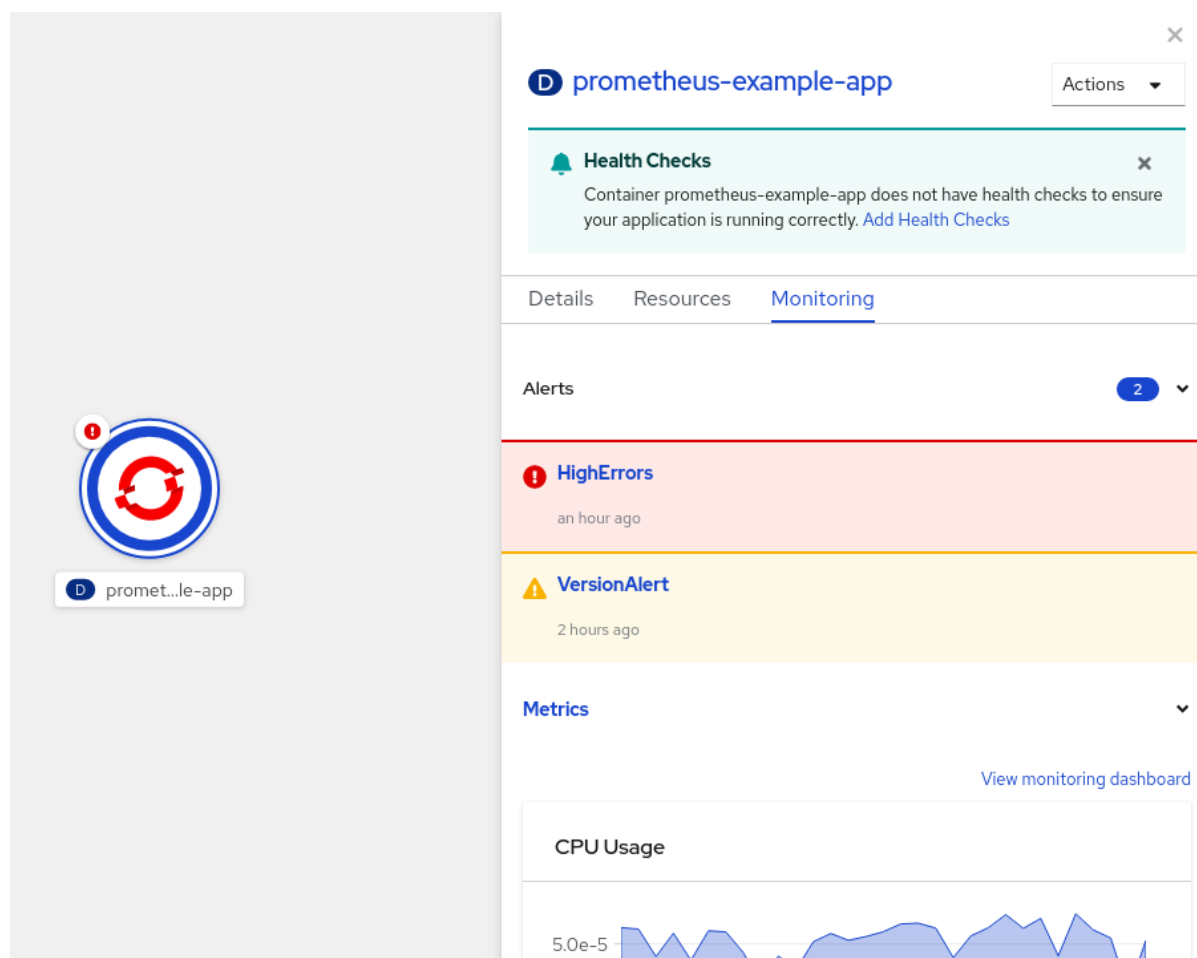 D prometheus-example-app
Actions
Health Checks
Container prometheus-example-app does not have health checks to ensure
your application is running correctly. Add Health Checks
Details Resources Monitoring
Alerts 2
HighErrors
an hour ago
D promet...le-app
VersionAlert
2 hours ago
Metrics
View monitoring dashboard
CPU Usage
5.0e-5